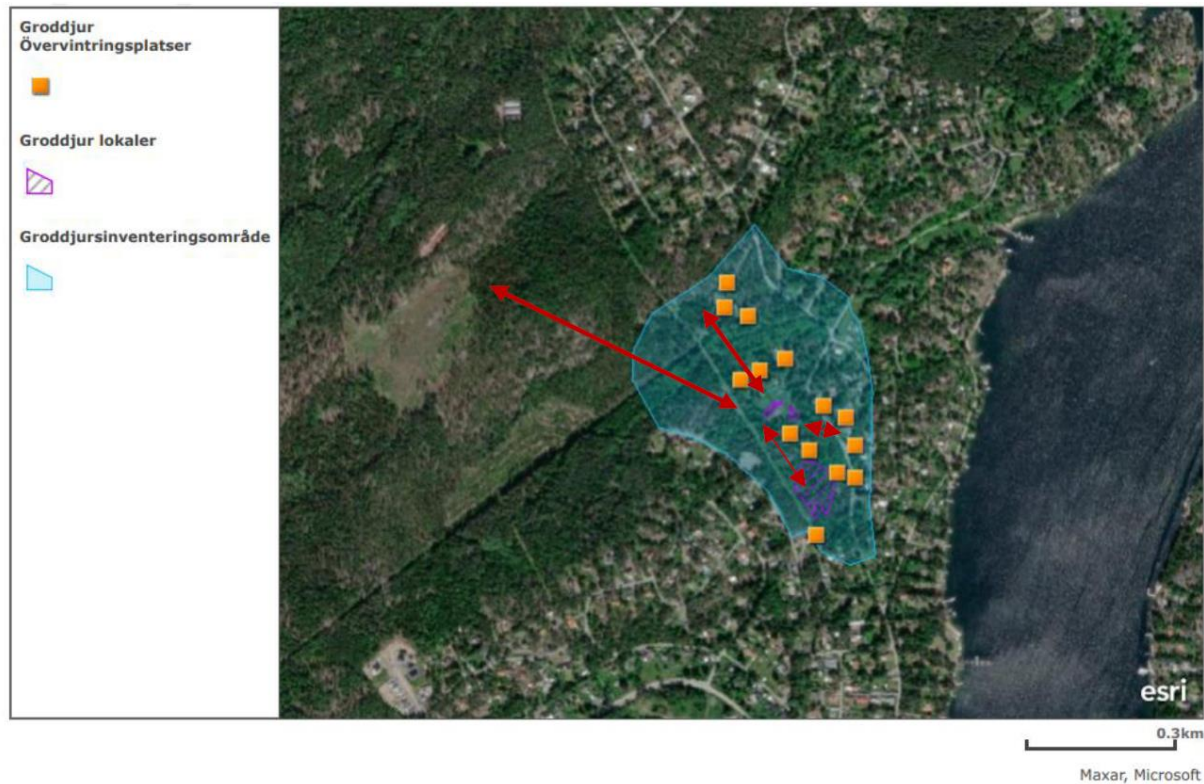 Groddjur
Övervintringsplatser
Groddjur lokaler
Groddjursinventeringsområde
esri
0.3km
Maxar, Microsoft